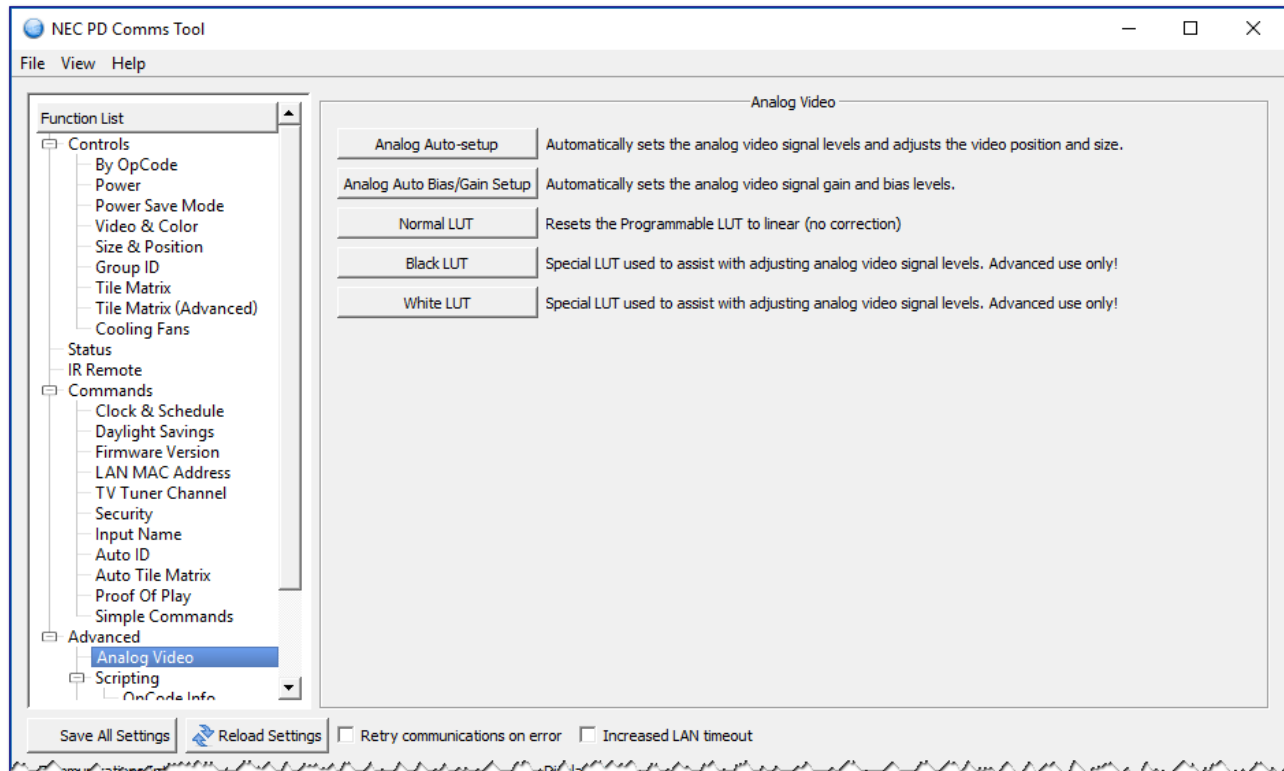 NEC PD Comms Tool
File View Help
Function List
Controls
By OpCode
Power
Power Save Mode
Video & Color
Size & Position
Group ID
Tile Matrix
Tile Matrix (Advanced)
Cooling Fans
Status
IR Remote
Commands
Clock & Schedule
Daylight Savings
Firmware Version
LAN MAC Address
TV Tuner Channel
Security
Input Name
Auto ID
Auto Tile Matrix
Proof Of Play
Simple Commands
Advanced
Analog Video
Scripting
OpCode Info
Analog Video
Analog Auto-setup Automatically sets the analog video signal levels and adjusts the video position and size.
Analog Auto Bias/Gain Setup Automatically sets the analog video signal gain and bias levels.
Normal LUT Resets the Programmable LUT to linear (no correction)
Black LUT Special LUT used to assist with adjusting analog video signal levels. Advanced use only!
White LUT Special LUT used to assist with adjusting analog video signal levels. Advanced use only!
Save All Settings Reload Settings Retry communications on error Increased LAN timeout